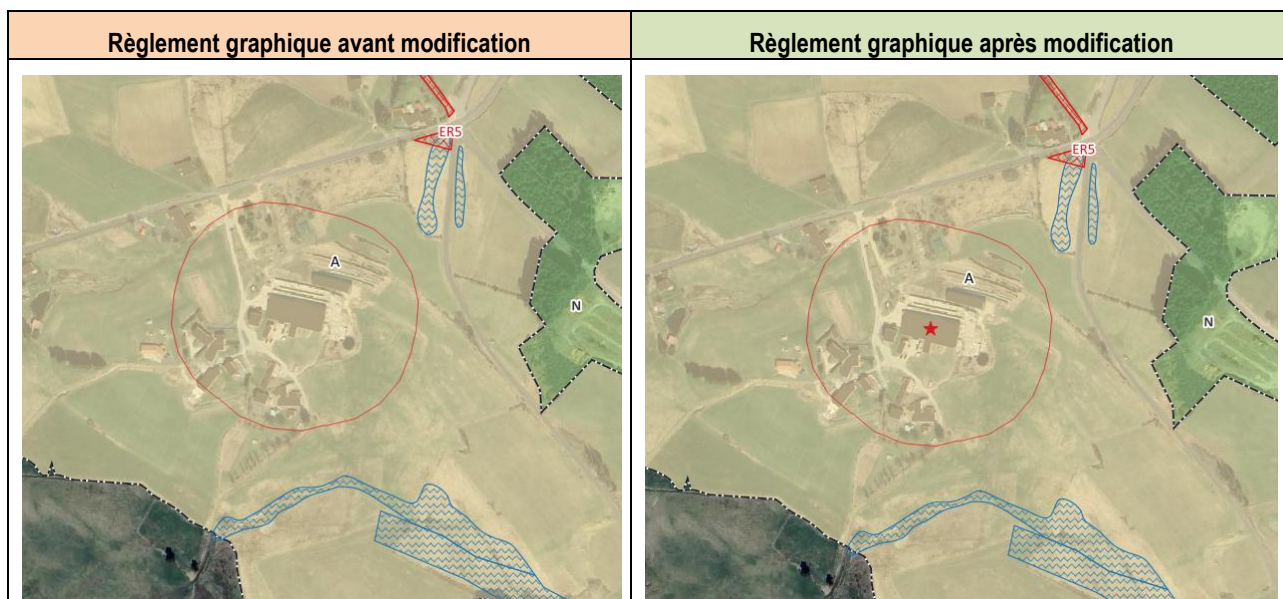 Règlement graphique avant modification
Règlement graphique après modification
ER5
A
N
ER5
A
N